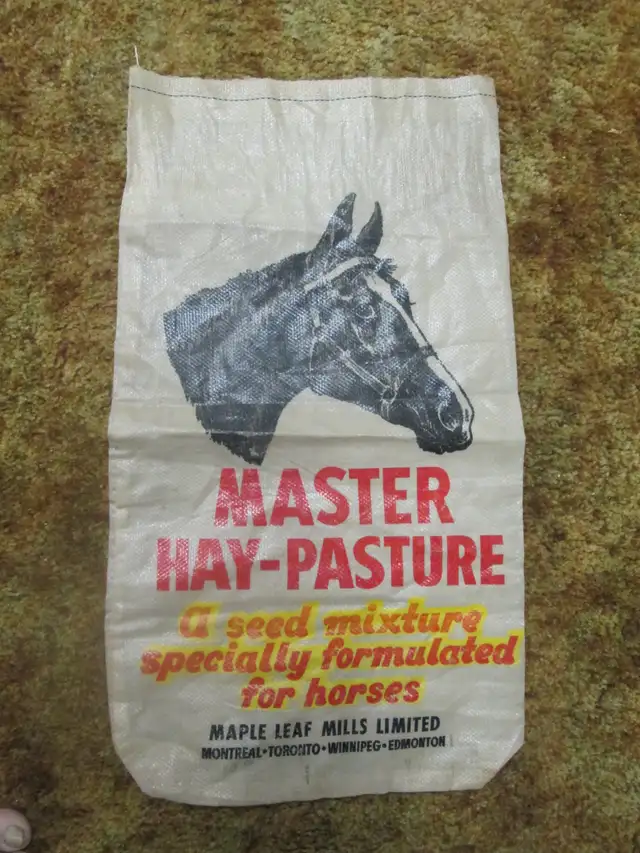 MASTER
HAY-PASTURE
a seed mixture
specially formulated
for horses
MAPLE LEAF MILLS LIMITED
MONTREAL•TORONTO•WINNIPEG•EDMONTON